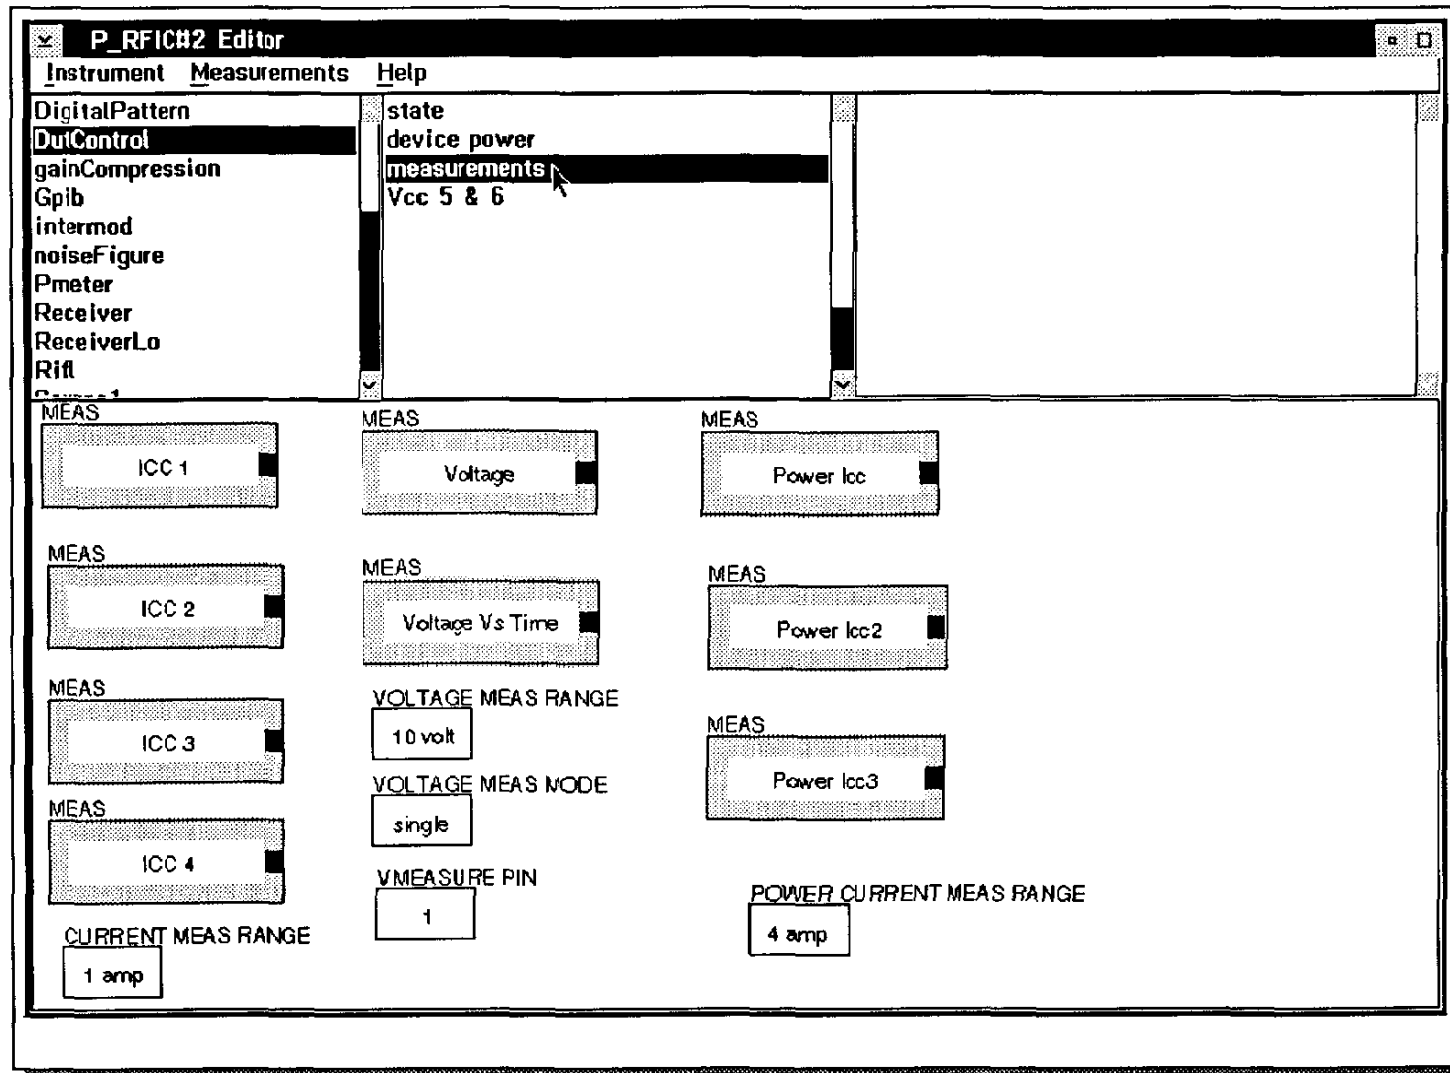 P_RFIC#2 Editor
Instrument Measurements Help
DigitalPattern
DutControl
gainCompression
Gpib
intermod
noiseFigure
Pmeter
Receiver
ReceiverLo
Rifl
state
device power
measurements
Vcc 5 & 6
MEAS
ICC 1
MEAS
ICC 2
MEAS
ICC 3
MEAS
ICC 4
CURRENT MEAS RANGE
1 amp
MEAS
Voltage
MEAS
Voltage Vs Time
VOLTAGE MEAS RANGE
10 volt
VOLTAGE MEAS MODE
single
VMEASURE PIN
1
MEAS
Power Icc
MEAS
Power Icc2
MEAS
Power Icc3
POWER CURRENT MEAS RANGE
4 amp